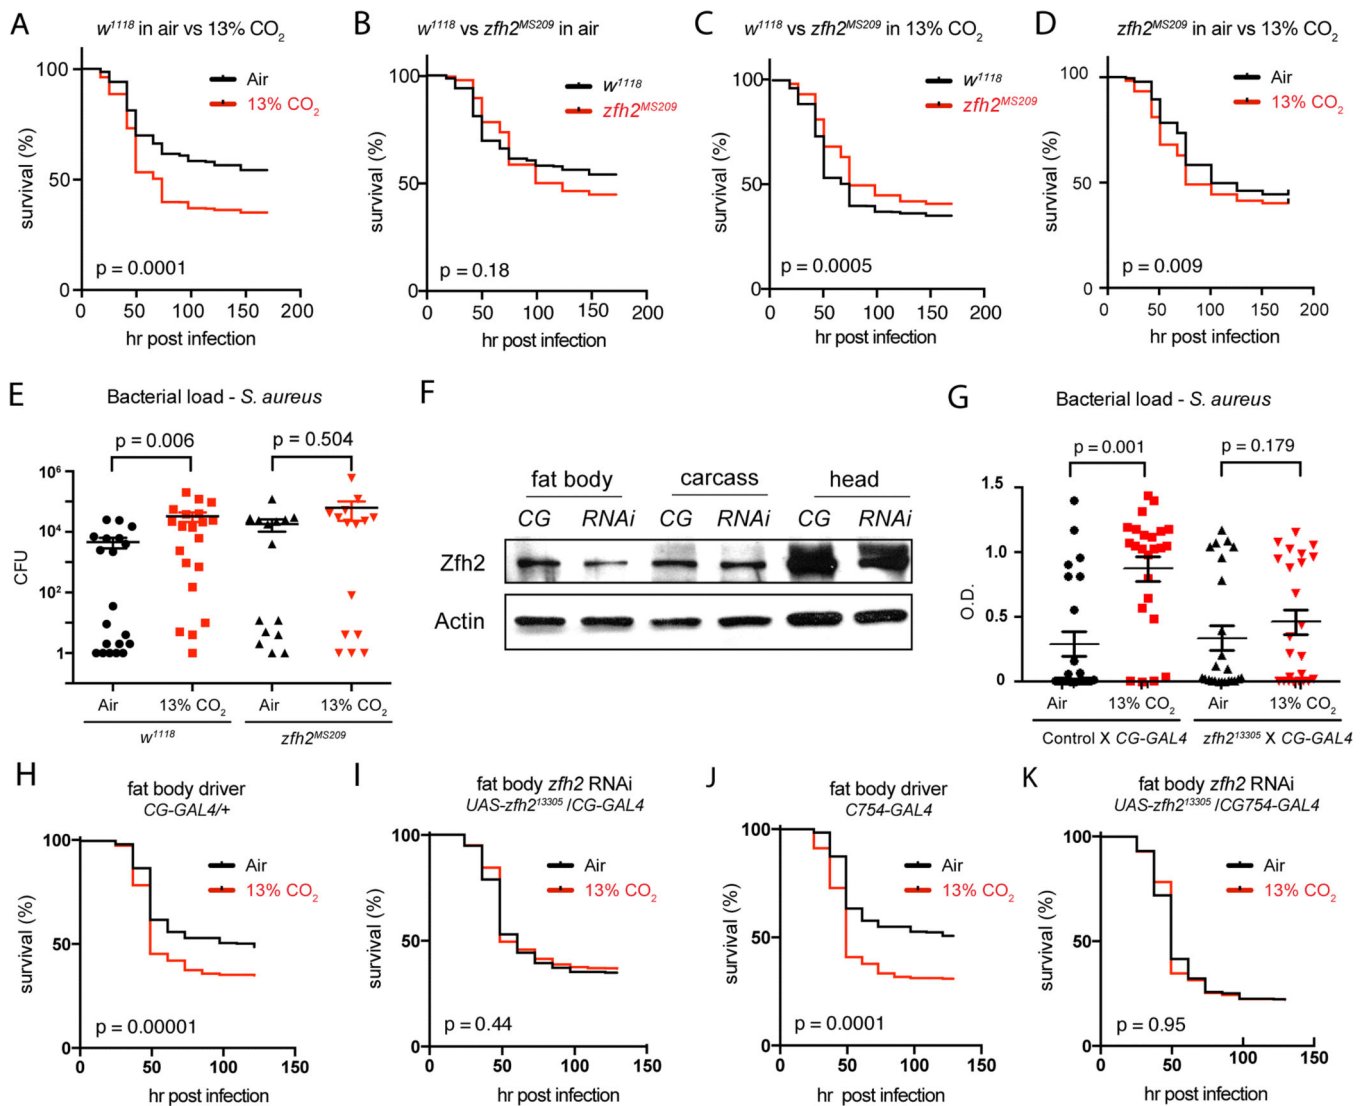 A
w1118 in air vs 13% CO2
100
50
0
survival (%)
Air
13% CO2
p = 0.0001
0 50 100 150 200
hr post infection
B
w1118 vs zfh2MS209 in air
100
50
0
survival (%)
w1118
zfh2MS209
p = 0.18
0 50 100 150 200
hr post infection
C
w1118 vs zfh2MS209 in 13% CO2
100
50
0
survival (%)
w1118
zfh2MS209
p = 0.0005
0 50 100 150 200
hr post infection
D
zfh2MS209 in air vs 13% CO2
100
50
0
survival (%)
Air
13% CO2
p = 0.009
0 50 100 150 200
hr post infection
E
Bacterial load - S. aureus
p = 0.006
p = 0.504
10^6
10^4
10^2
1
CFU
Air 13% CO2 Air 13% CO2
w1118 zfh2MS209
F
fat body carcass head
CG RNAi CG RNAi CG RNAi
Zfh2
Actin
G
Bacterial load - S. aureus
p = 0.001
p = 0.179
1.5
1.0
0.5
0
O.D.
Air 13% CO2 Air 13% CO2
Control X CG-GAL4 zfh213305 X CG-GAL4
H
fat body driver
CG-GAL4/+
100
50
0
survival (%)
Air
13% CO2
p = 0.00001
0 50 100 150
hr post infection
I
fat body zfh2 RNAi
UAS-zfh213305 /CG-GAL4
100
50
0
survival (%)
Air
13% CO2
p = 0.44
0 50 100 150
hr post infection
J
fat body driver
C754-GAL4
100
50
0
survival (%)
Air
13% CO2
p = 0.0001
0 50 100 150
hr post infection
K
fat body zfh2 RNAi
UAS-zfh213305 /CG754-GAL4
100
50
0
survival (%)
Air
13% CO2
p = 0.95
0 50 100 150
hr post infection